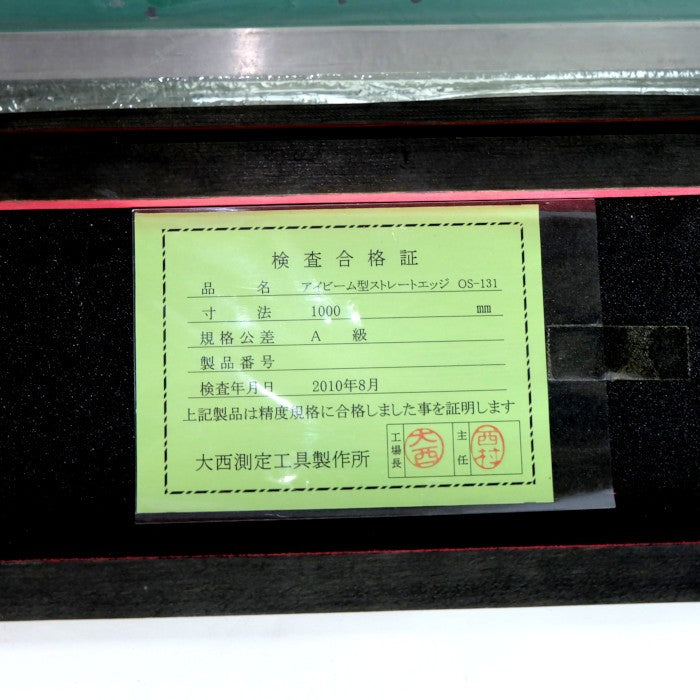 検査合格証
品名 アイビーム型ストレートエッジ OS-131
寸法 1000 mm
規格公差 A 級
製品番号
検査年月日 2010年8月
上記製品は精度規格に合格しました事を証明します
大西測定工具製作所 工場長 大西 主任 西村